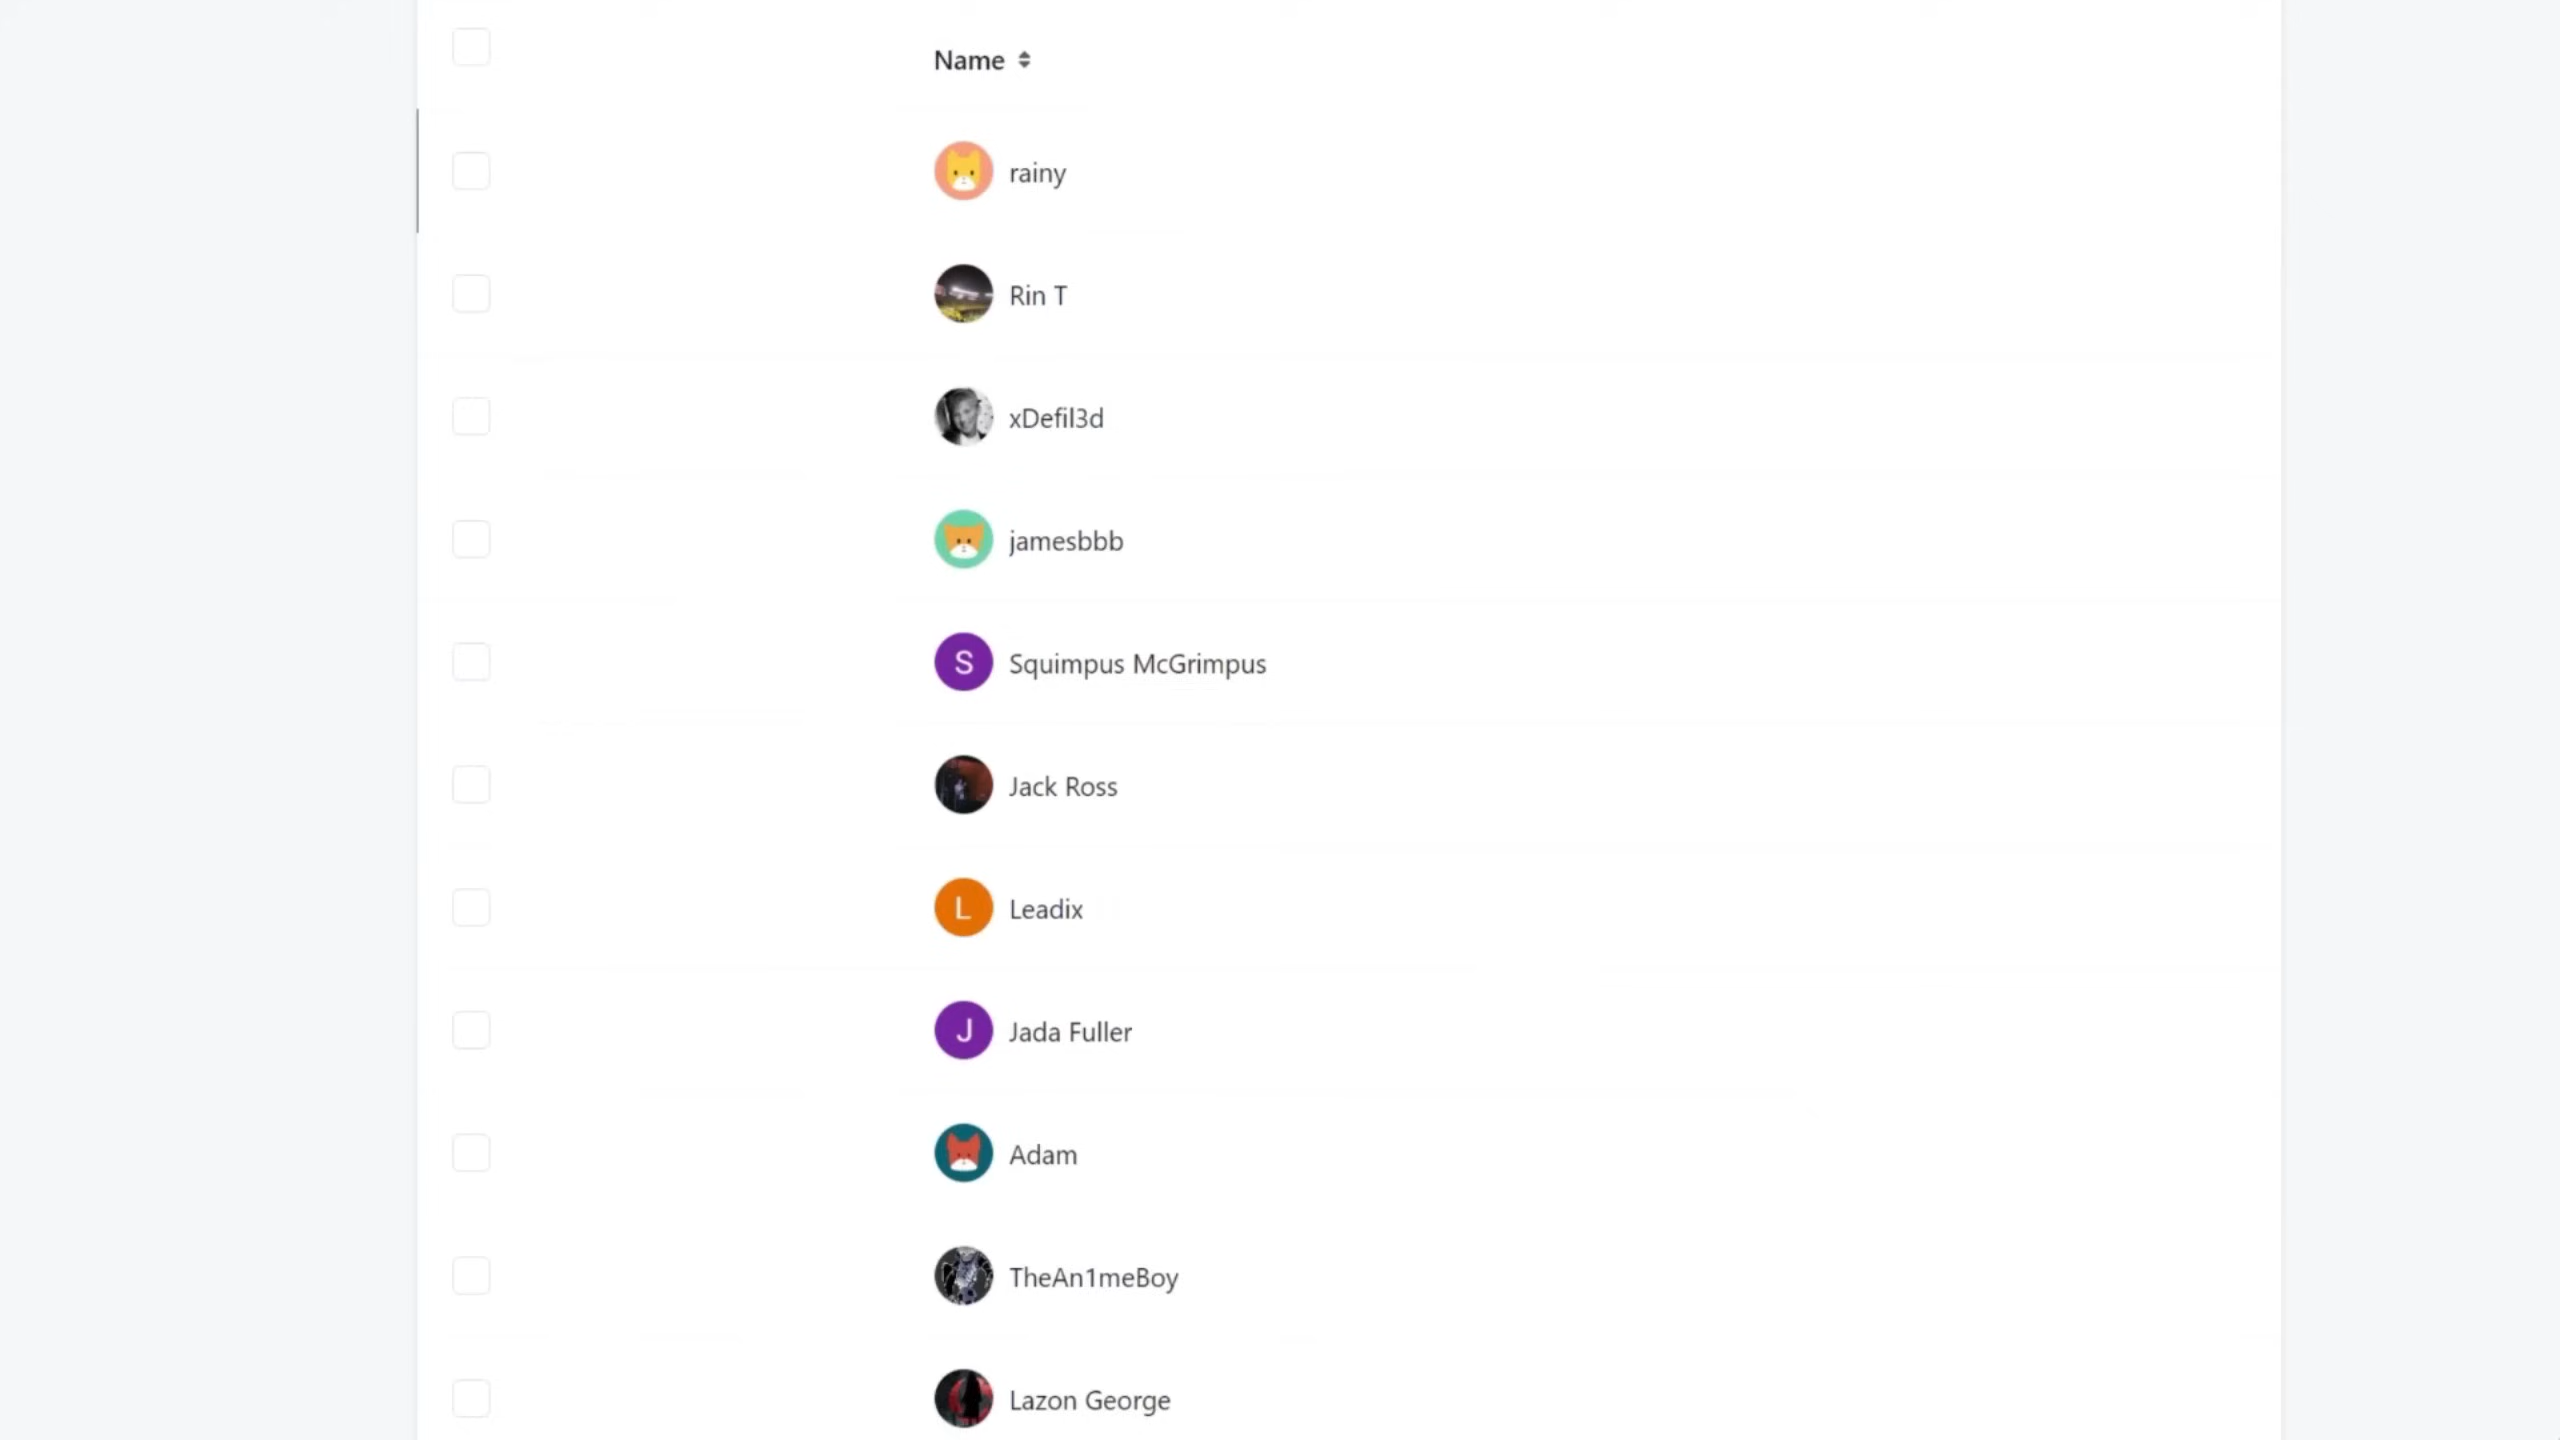 Name
rainy
Rin T
xDefil3d
jamesbbb
S Squimpus McGrimpus
Jack Ross
L Leadix
J Jada Fuller
Adam
TheAn1meBoy
Lazon George